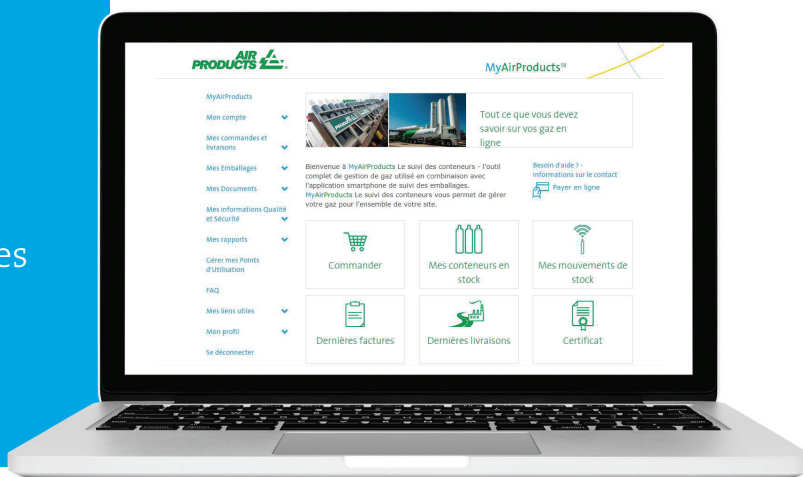 es
AIR
PRODUCTS
MyAirProducts™
MyAirProducts
Mon compte
Mes commandes et
livraisons
Mes Emballages
Mes Documents
Mes informations Qualité
et Sécurité
Mes rapports
Gérer mes Points
d'Utilisation
FAQ
Mes liens utiles
Mon profil
Se déconnecter
Tout ce que vous devez
savoir sur vos gaz en
ligne
Bienvenue à MyAirProducts Le suivi des conteneurs - l'outil
complet de gestion de gaz utilisé en combinaison avec
l'application smartphone de suivi des emballages.
MyAirProducts Le suivi des conteneurs vous permet de gérer
votre gaz pour l'ensemble de votre site.
Besoin d'aide ? -
Informations sur le contact
Payer en ligne
Commander
Mes conteneurs en
stock
Mes mouvements de
stock
Dernières factures
Dernières livraisons
Certificat